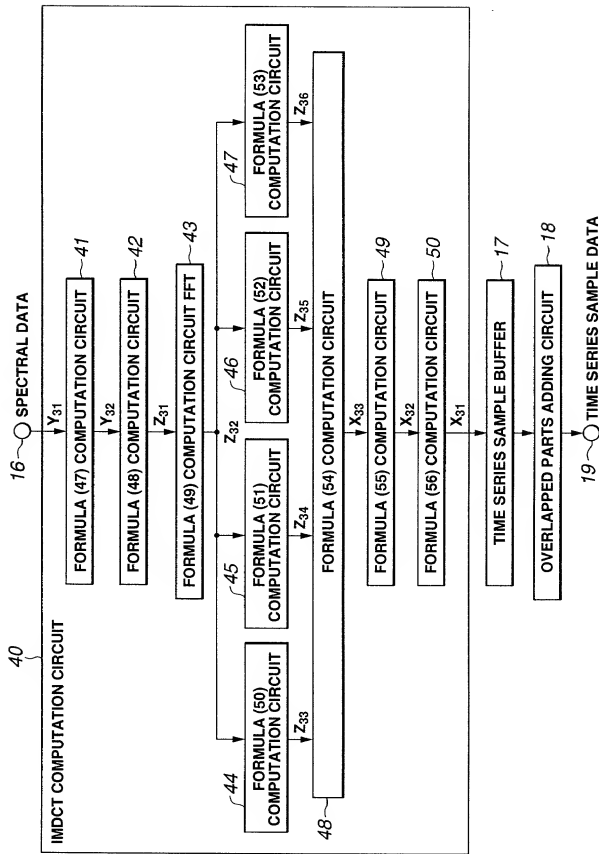 16
SPECTRAL DATA
40
IMDCT COMPUTATION CIRCUIT
Y31
FORMULA (47) COMPUTATION CIRCUIT
41
Y32
FORMULA (48) COMPUTATION CIRCUIT
42
Z31
FORMULA (49) COMPUTATION CIRCUIT FFT
43
Z32
44
FORMULA (50)
COMPUTATION CIRCUIT
45
FORMULA (51)
COMPUTATION CIRCUIT
46
FORMULA (52)
COMPUTATION CIRCUIT
47
FORMULA (53)
COMPUTATION CIRCUIT
Z33
Z34
Z35
Z36
48
FORMULA (54) COMPUTATION CIRCUIT
X33
FORMULA (55) COMPUTATION CIRCUIT
49
X32
FORMULA (56) COMPUTATION CIRCUIT
50
X31
TIME SERIES SAMPLE BUFFER
17
OVERLAPPED PARTS ADDING CIRCUIT
18
19
TIME SERIES SAMPLE DATA